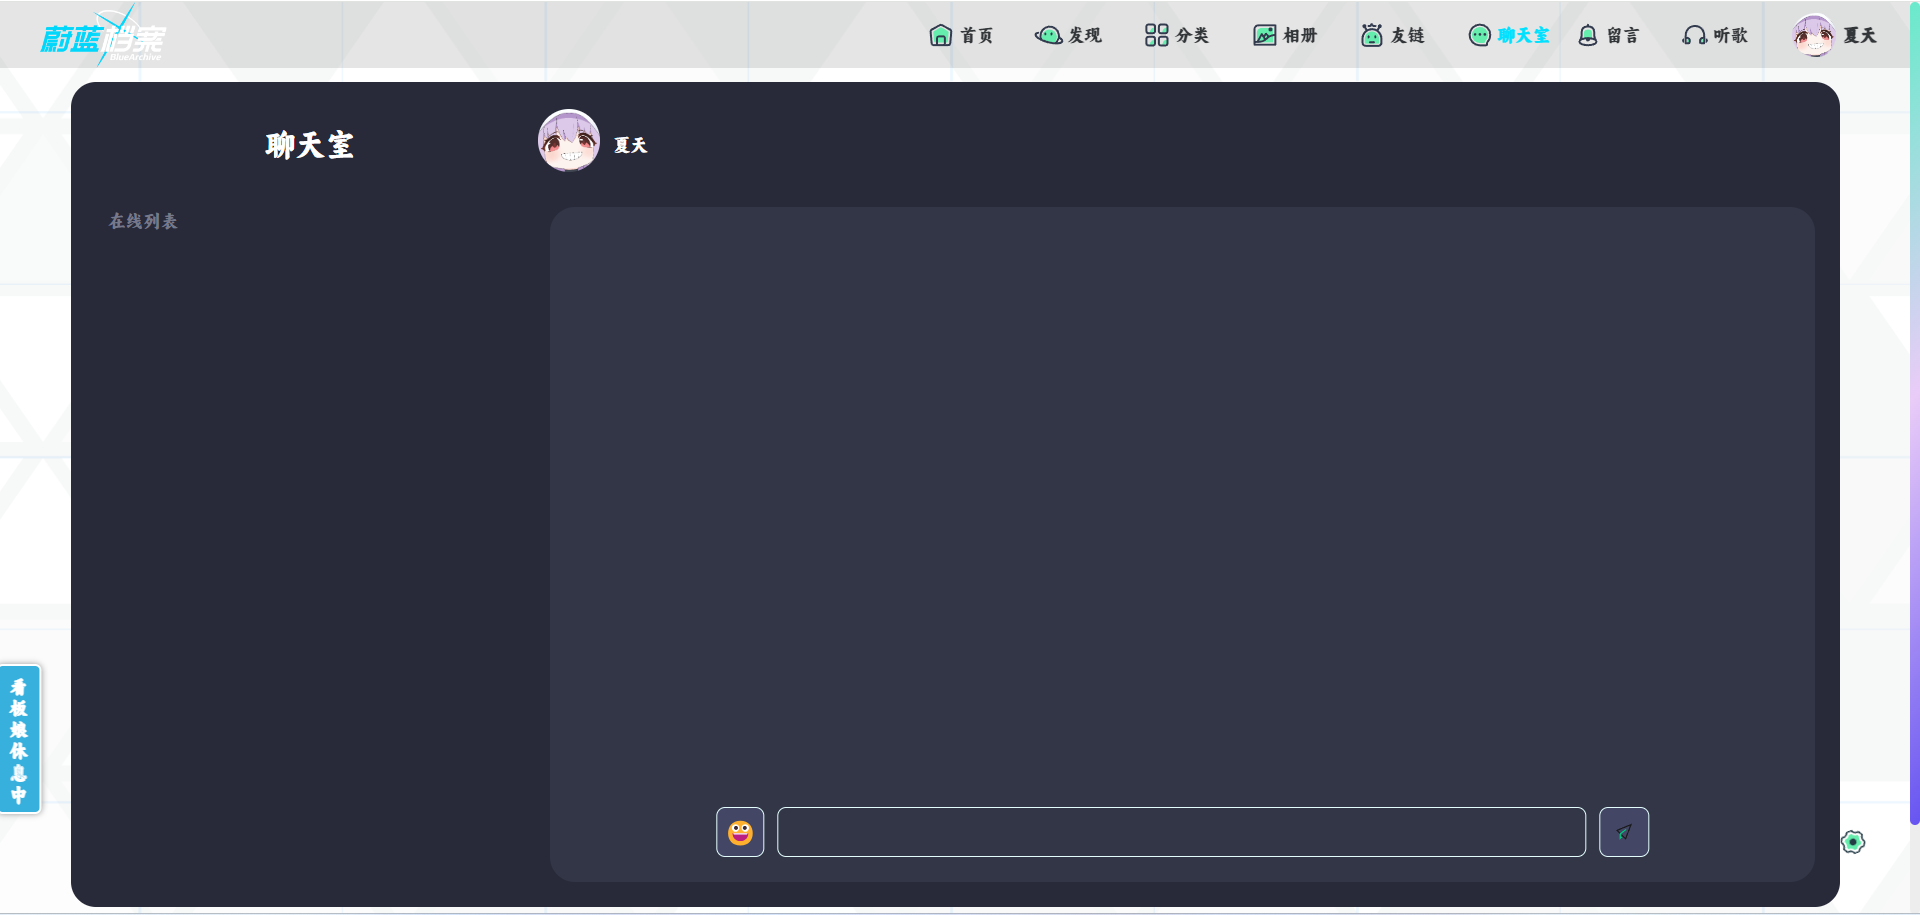 蔚蓝档案
BlueArchive
首页
发现
分类
相册
友链
聊天室
留言
听歌
夏天
聊天室
夏天
在线列表
看板娘休息中